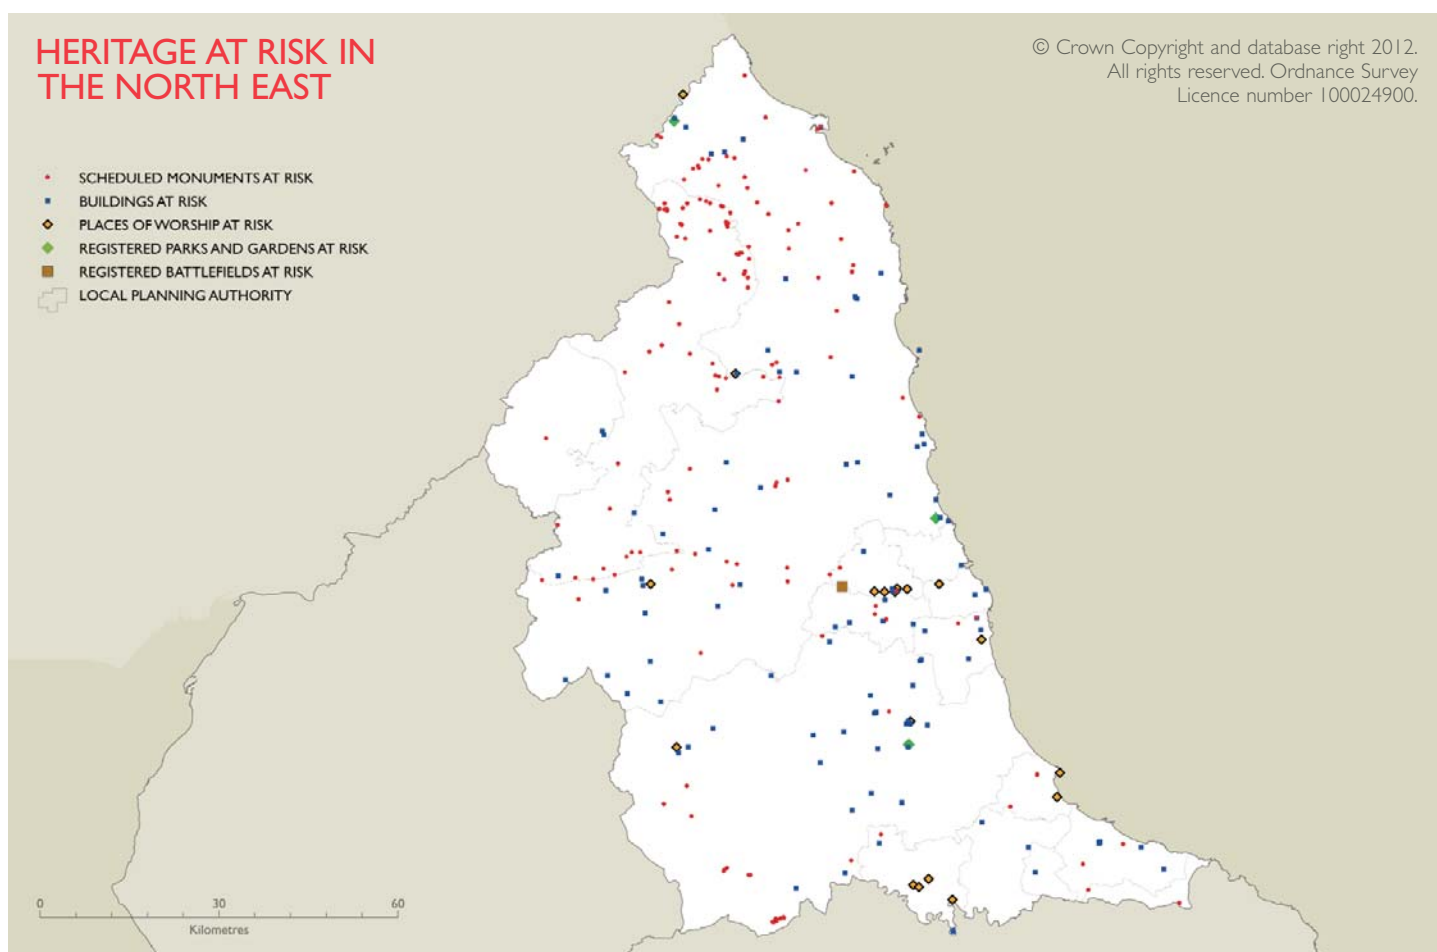 HERITAGE AT RISK IN
THE NORTH EAST
© Crown Copyright and database right 2012.
All rights reserved. Ordnance Survey
Licence number 100024900.
SCHEDULED MONUMENTS AT RISK
BUILDINGS AT RISK
PLACES OF WORSHIP AT RISK
REGISTERED PARKS AND GARDENS AT RISK
REGISTERED BATTLEFIELDS AT RISK
LOCAL PLANNING AUTHORITY
0 30 60
Kilometres